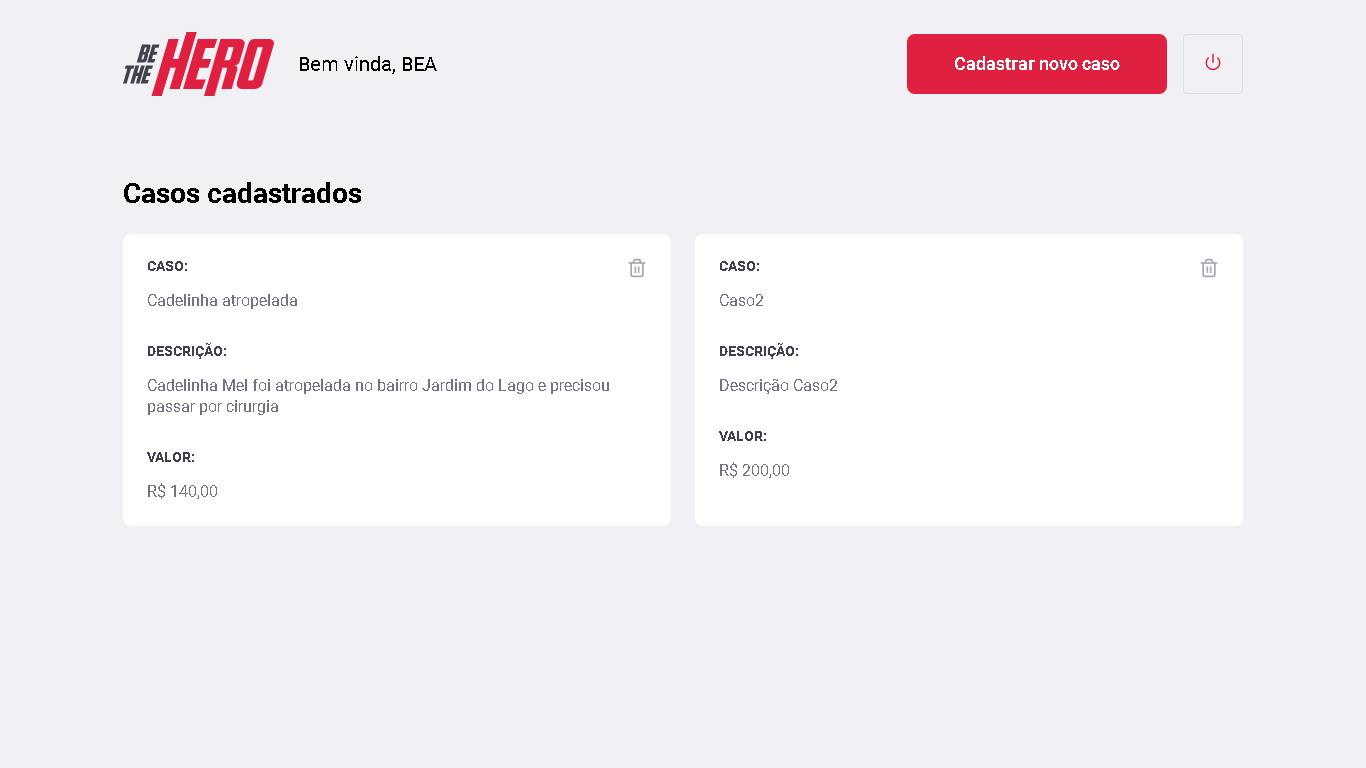 BE THE HERO
Bem vinda, BEA
Cadastrar novo caso
Casos cadastrados
CASO:
Cadelinha atropelada
DESCRIÇÃO:
Cadelinha Mel foi atropelada no bairro Jardim do Lago e precisou
passar por cirurgia
VALOR:
R$ 140,00
CASO:
Caso2
DESCRIÇÃO:
Descrição Caso2
VALOR:
R$ 200,00